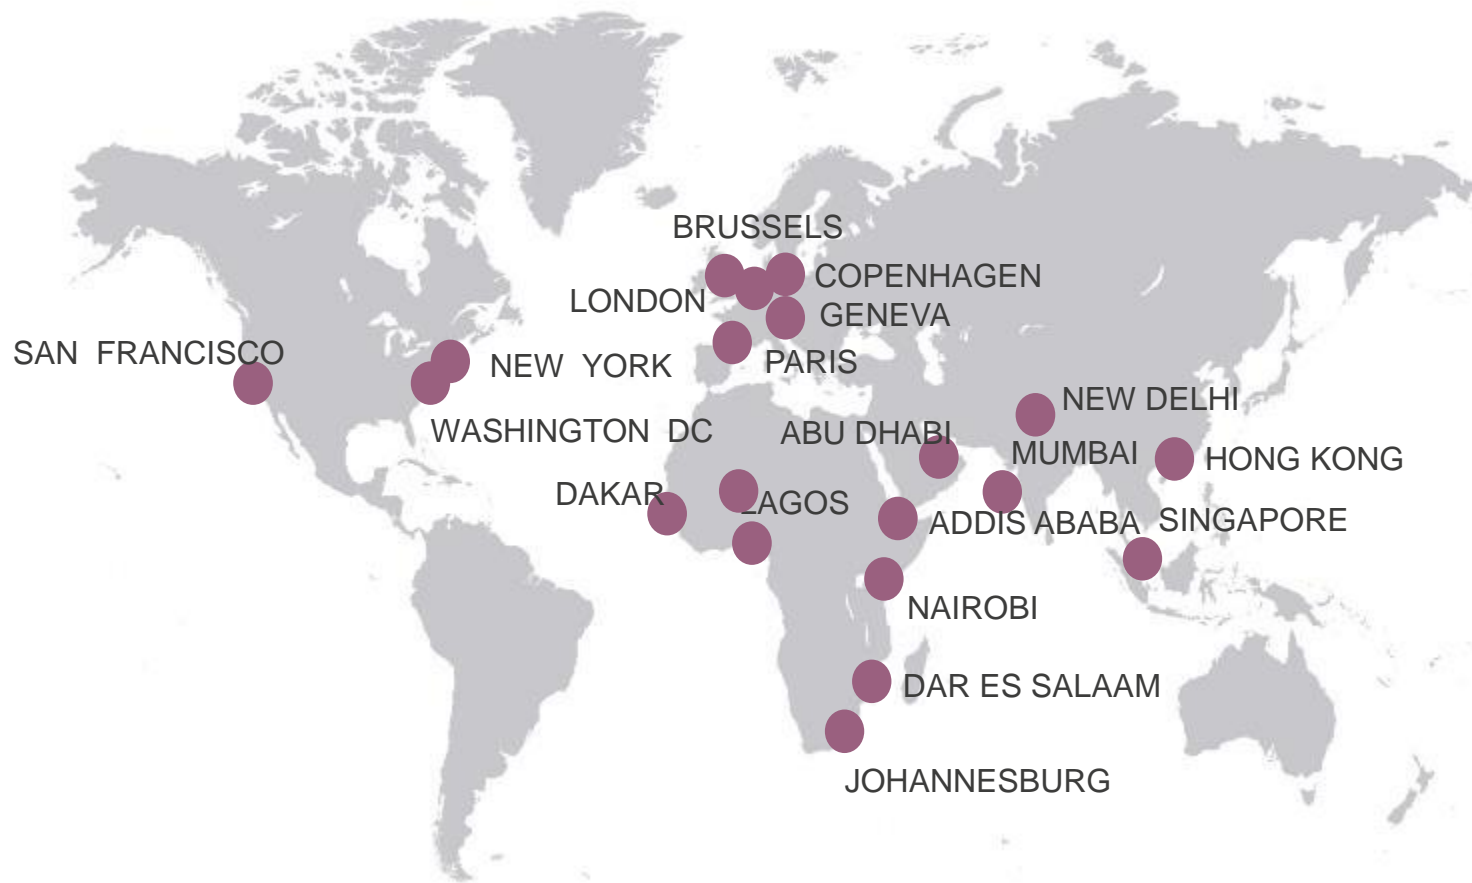 BRUSSELS
COPENHAGEN
LONDON
GENEVA
SAN FRANCISCO
NEW YORK
PARIS
NEW DELHI
WASHINGTON DC
ABU DHABI
MUMBAI
HONG KONG
DAKAR
LAGOS
ADDIS ABABA
SINGAPORE
NAIROBI
DAR ES SALAAM
JOHANNESBURG